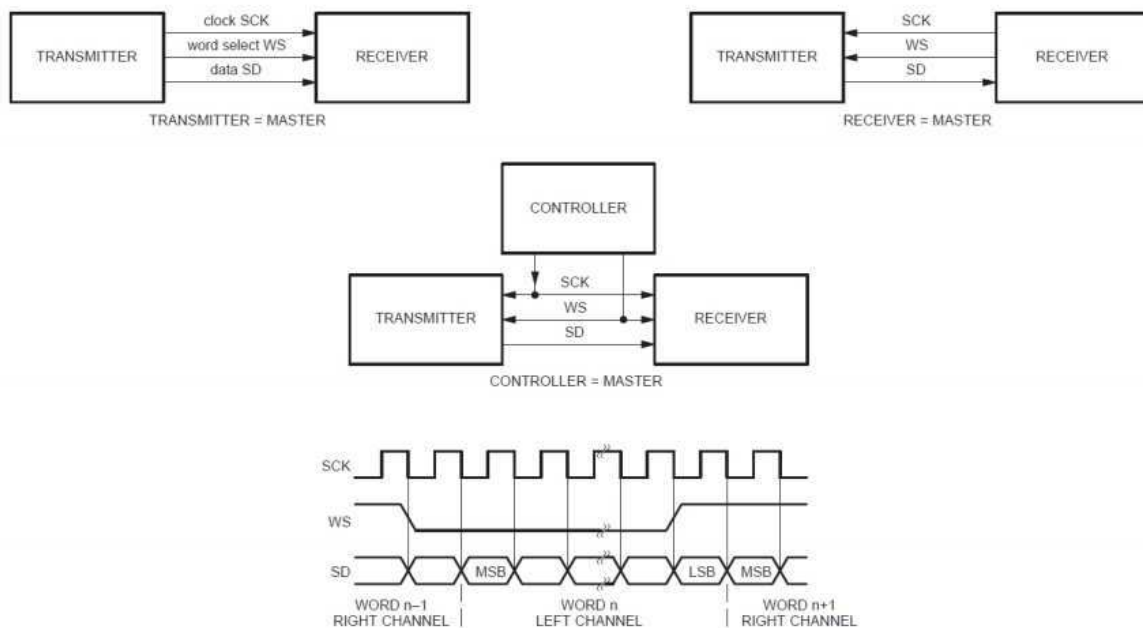 clock SCK
word select WS
data SD
TRANSMITTER
RECEIVER
TRANSMITTER = MASTER
SCK
WS
SD
TRANSMITTER
RECEIVER
RECEIVER = MASTER
CONTROLLER
SCK
WS
SD
TRANSMITTER
RECEIVER
CONTROLLER = MASTER
SCK
WS
SD
MSB
LSB
MSB
WORD n–1
RIGHT CHANNEL
WORD n
LEFT CHANNEL
WORD n+1
RIGHT CHANNEL